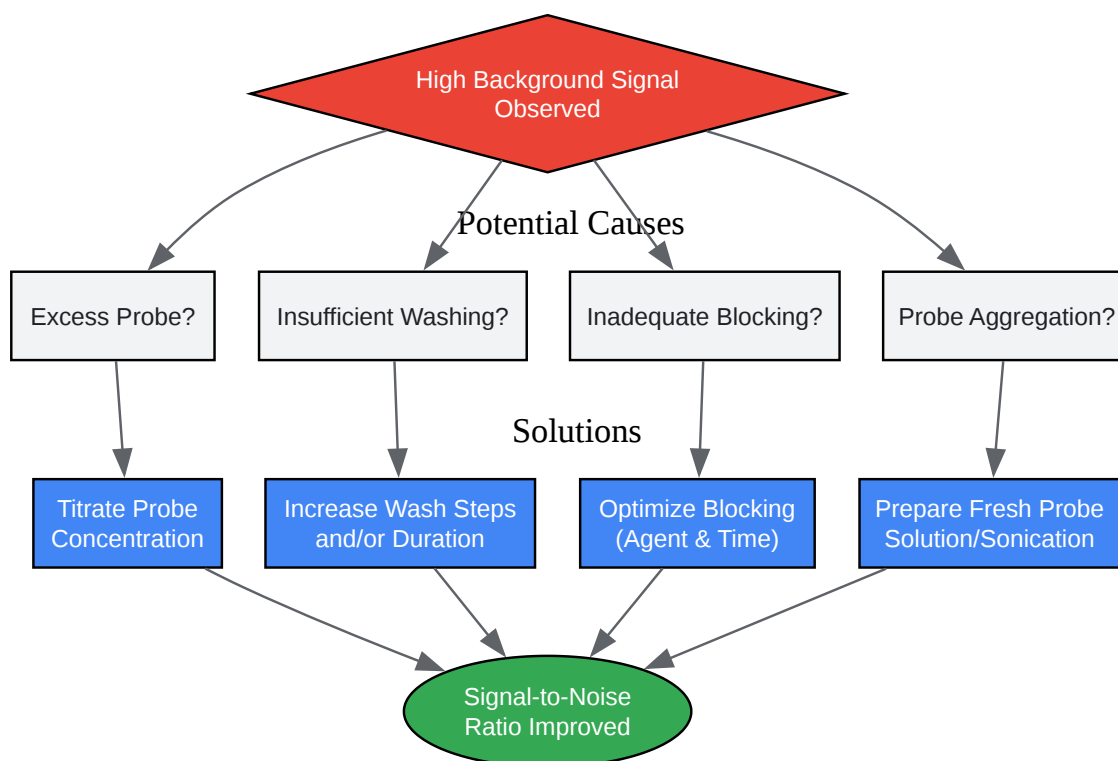 High Background Signal
Observed
Potential Causes
Excess Probe?
Insufficient Washing?
Inadequate Blocking?
Probe Aggregation?
Solutions
Titrate Probe
Concentration
Increase Wash Steps
and/or Duration
Optimize Blocking
(Agent & Time)
Prepare Fresh Probe
Solution/Sonication
Signal-to-Noise
Ratio Improved